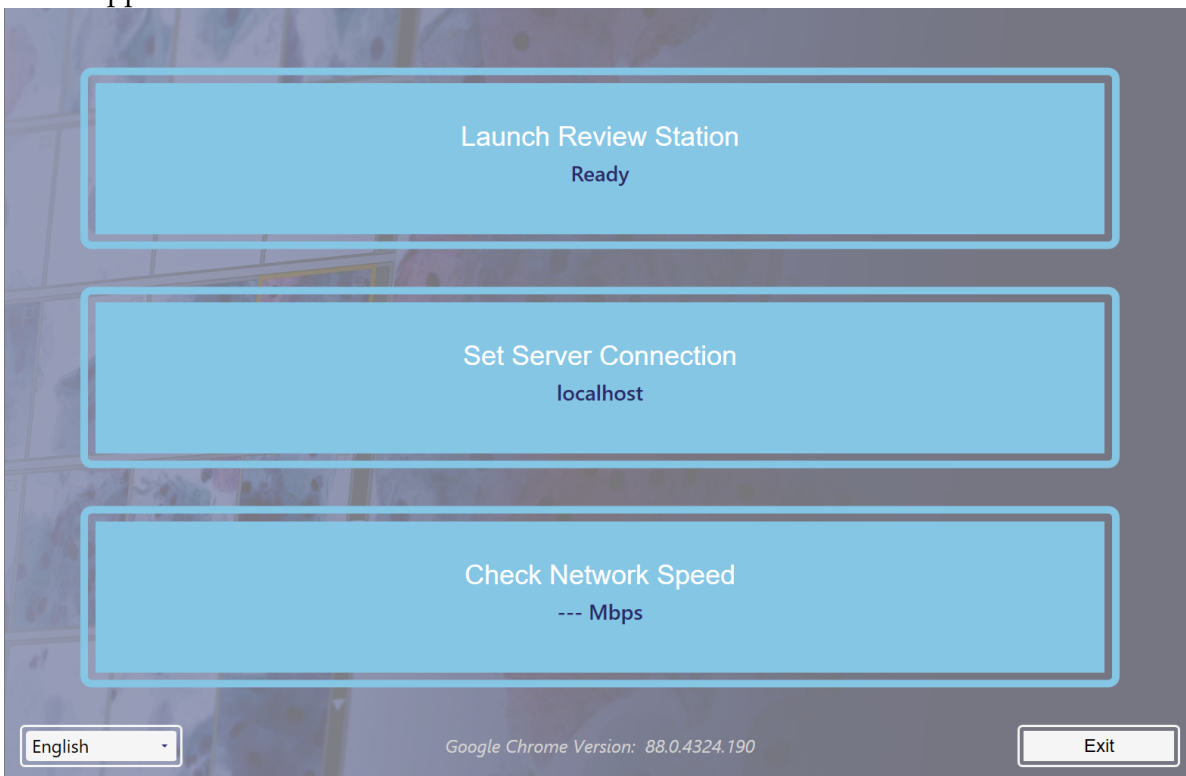 Launch Review Station
Ready
Set Server Connection
localhost
Check Network Speed
--- Mbps
English
Google Chrome Version: 88.0.4324.190
Exit